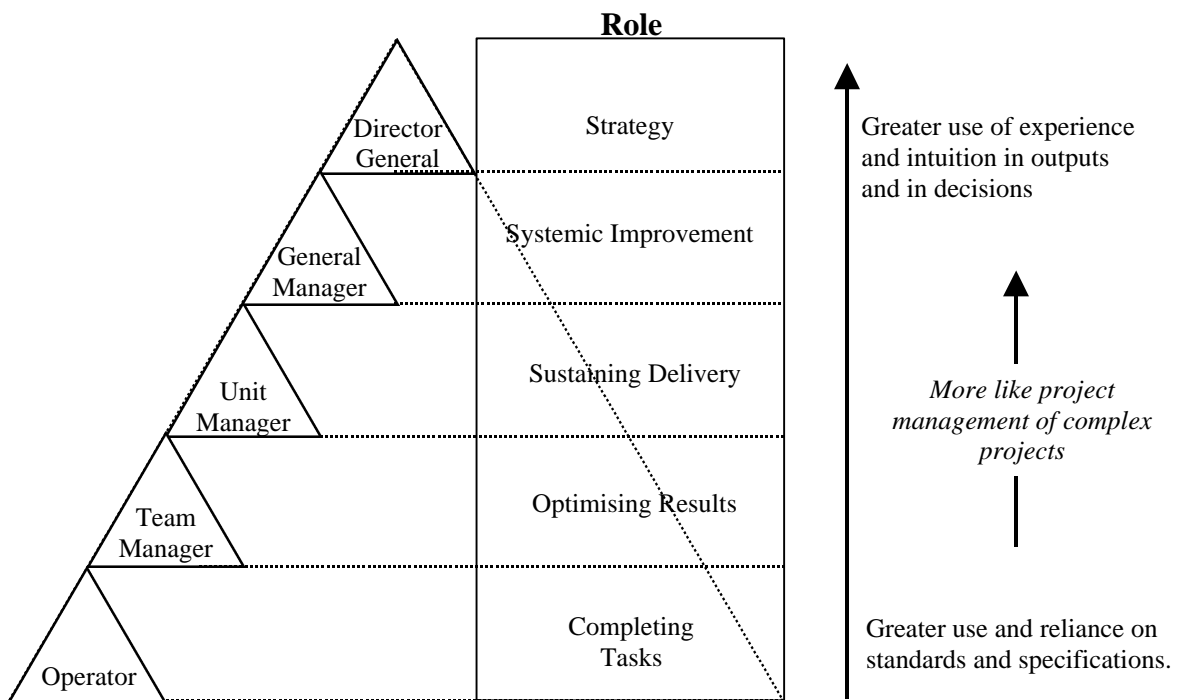 Role
Director
General
Strategy
Greater use of experience
and intuition in outputs
and in decisions
General
Manager
Systemic Improvement
Unit
Manager
Sustaining Delivery
More like project
management of complex
projects
Team
Manager
Optimising Results
Operator
Completing
Tasks
Greater use and reliance on
standards and specifications.